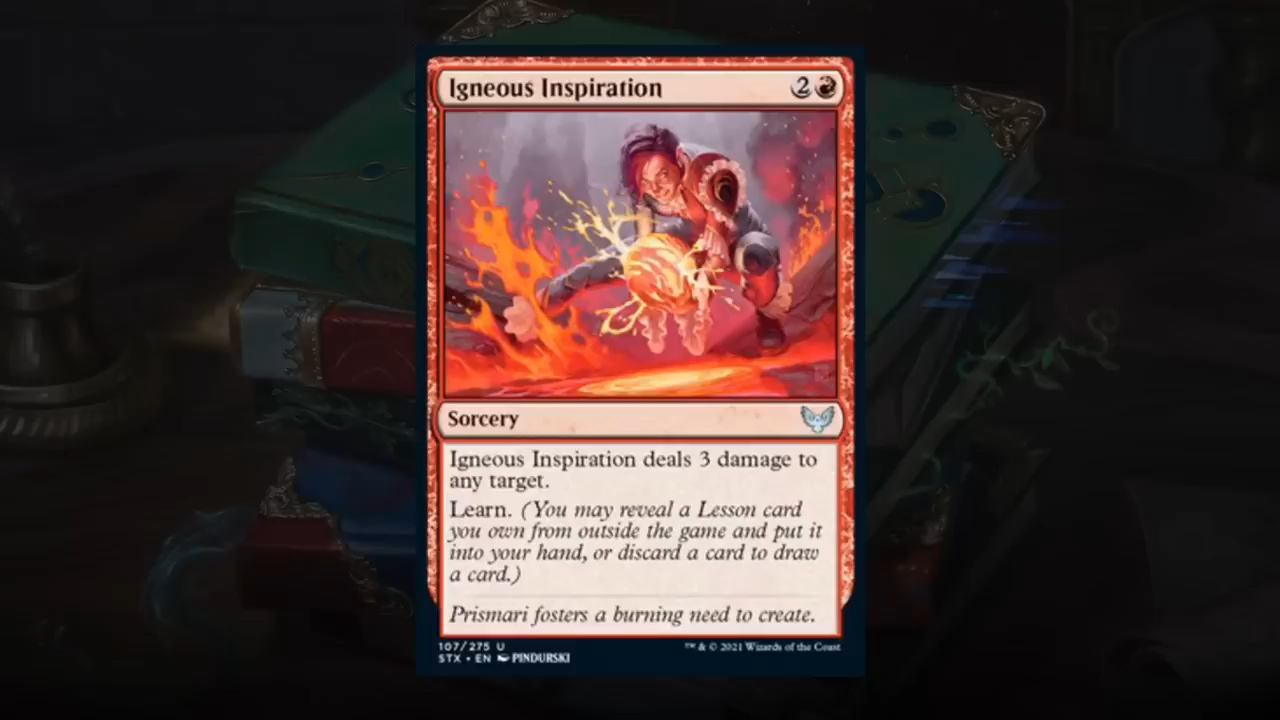 Igneous Inspiration 2
Sorcery
Igneous Inspiration deals 3 damage to
any target.
Learn. (You may reveal a Lesson card
you own from outside the game and put it
into your hand, or discard a card to draw
a card.)
Prismari fosters a burning need to create.
107/275 U
STX • EN PINDURSKI
™ & © 2021 Wizards of the Coast